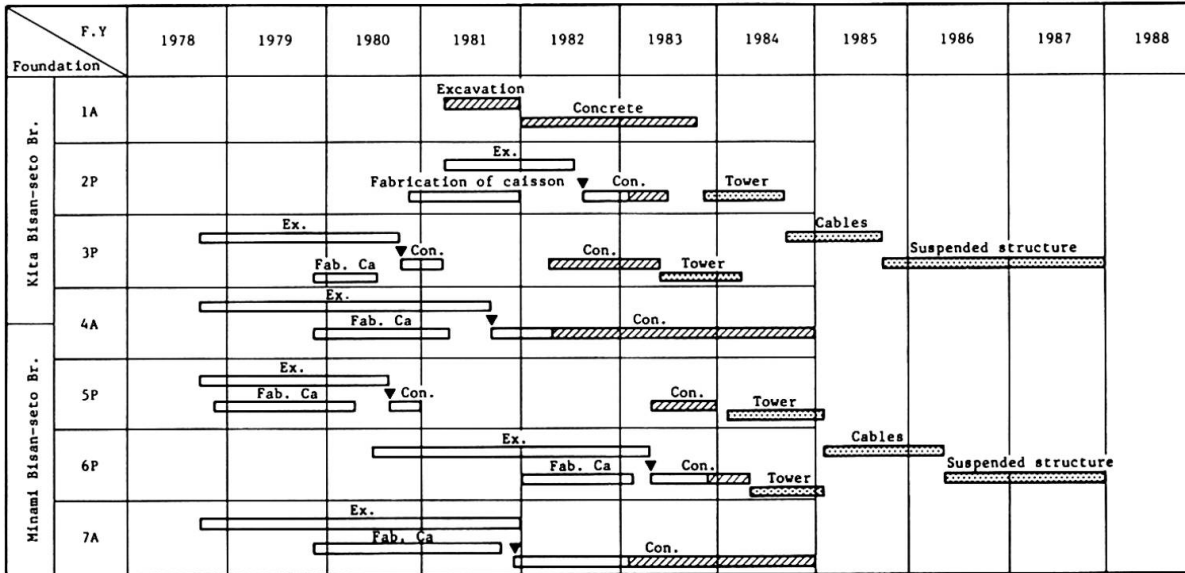 F.Y
Foundation
1978 1979 1980 1981 1982 1983 1984 1985 1986 1987 1988
Kita Bisan-seto Br.
1A
Excavation
Concrete
2P
Ex.
Fabrication of caisson
Con.
Tower
3P
Ex.
Fab. Ca
Con.
Con.
Tower
Cables
Suspended structure
4A
Ex.
Fab. Ca
Con.
Minami Bisan-seto Br.
5P
Ex.
Fab. Ca
Con.
Con.
Tower
6P
Ex.
Fab. Ca
Con.
Tower
Cables
Suspended structure
7A
Ex.
Fab. Ca
Con.